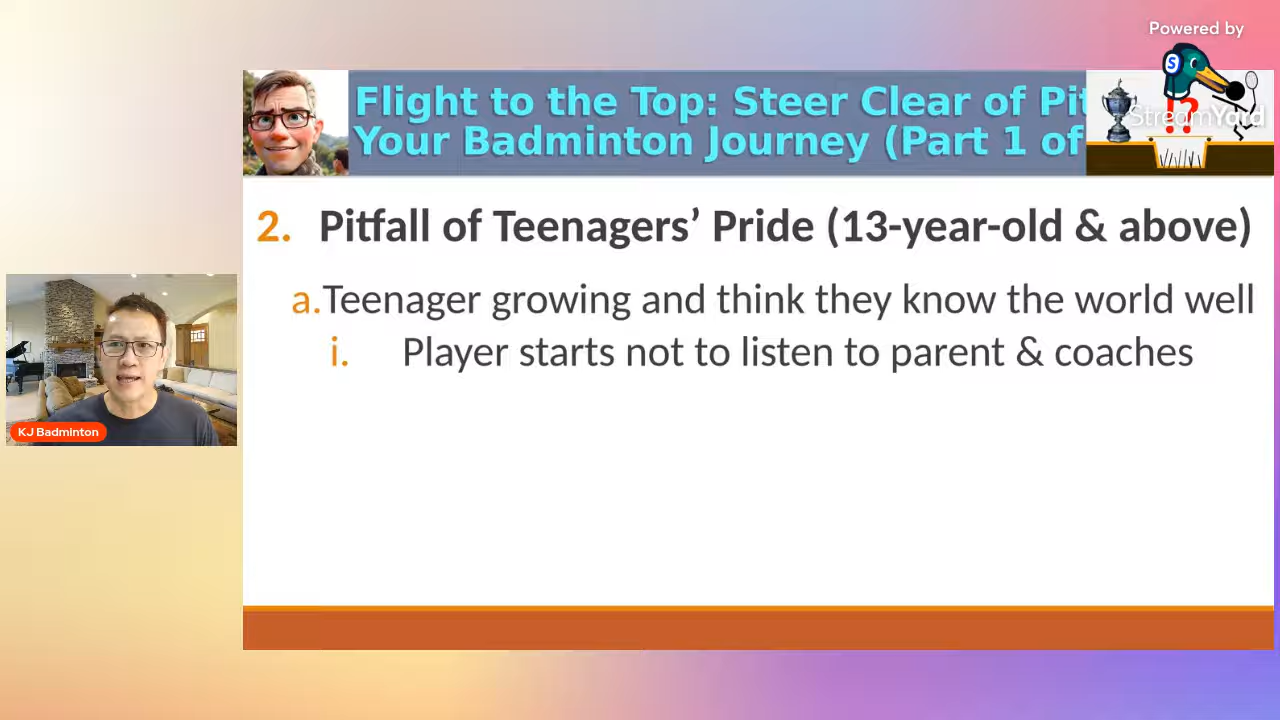 Powered by
StreamYard
Flight to the Top: Steer Clear of Pit
Your Badminton Journey (Part 1 of
!?
2. Pitfall of Teenagers’ Pride (13-year-old & above)
a.Teenager growing and think they know the world well
i. Player starts not to listen to parent & coaches
KJ Badminton